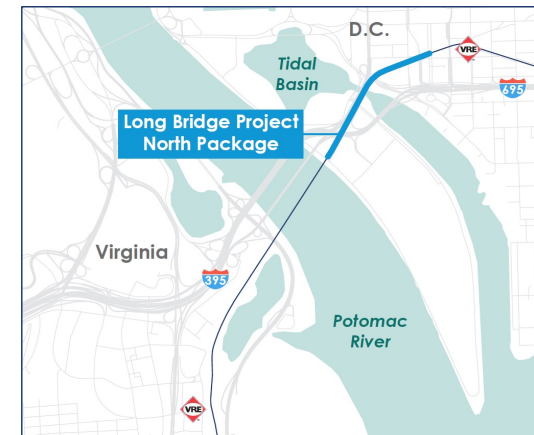 D.C.
VRE
Tidal
Basin
695
Long Bridge Project
North Package
Virginia
395
Potomac
River
VRE